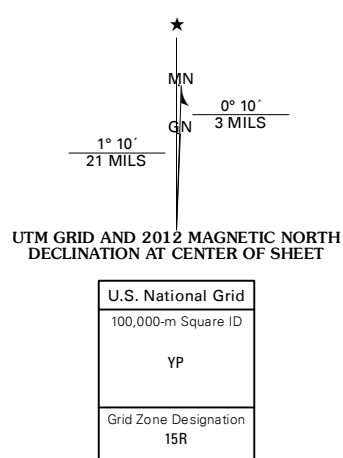 ★
MN
0° 10´
3 MILS
GN
1° 10´
21 MILS
UTM GRID AND 2012 MAGNETIC NORTH
DECLINATION AT CENTER OF SHEET
U.S. National Grid
100,000-m Square ID
YP
Grid Zone Designation
15R